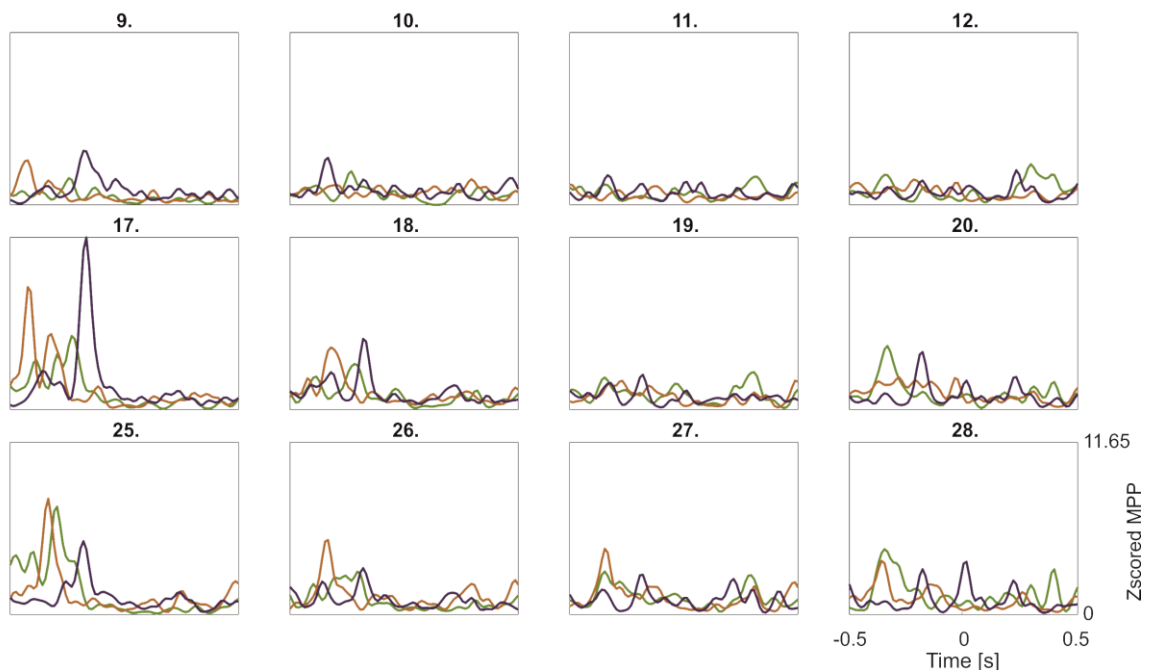 9. 10. 11. 12.
17. 18. 19. 20.
25. 26. 27. 28.
11.65
Zscored MPP
0
-0.5 0 0.5
Time [s]